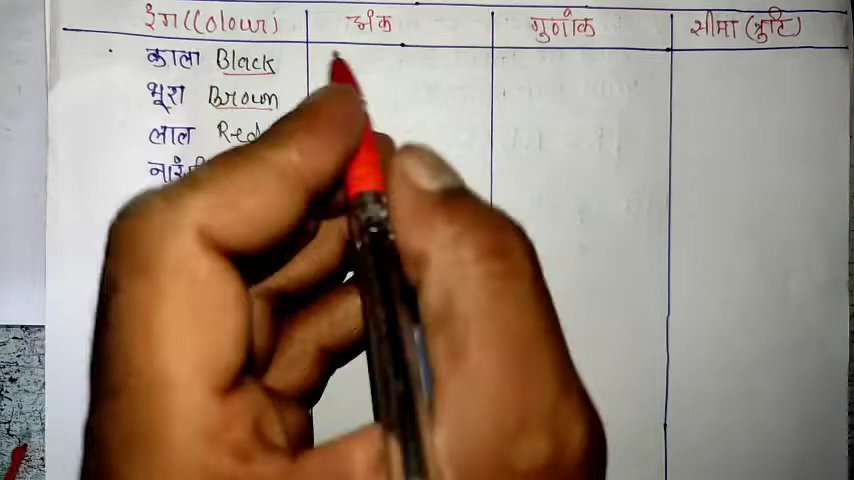 रंग (Colour) अंक गुणांक सीमा (त्रुटि)
काला Black
भूरा Brown
लाल Red